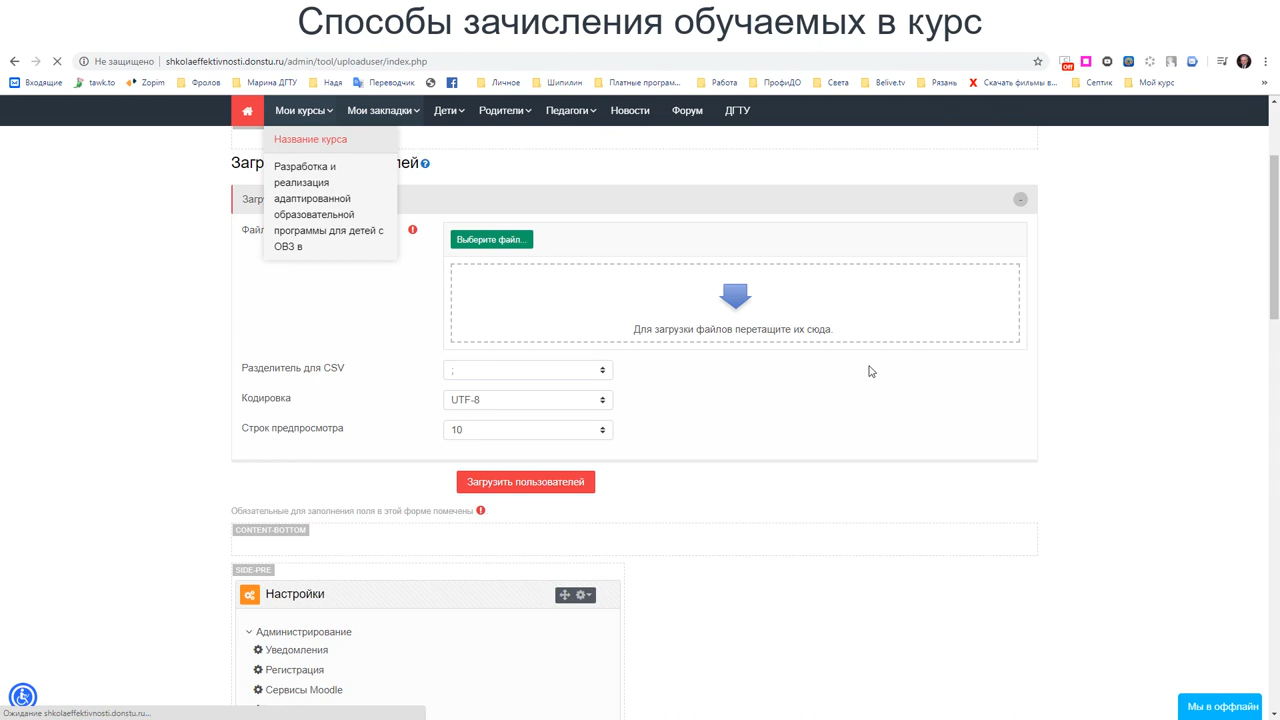 Способы зачисления обучаемых в курс
Не защищено shkolaeffektivnosti.donstu.ru/admin/tool/uploaduser/index.php
Off
Входящие tawk.to Zopim Фролов Марина ДГТУ Надя Переводчик Личное Шипилин Платные програм... Работа ПрофиДО Света Belive.tv Рязань Скачать фильмы в... Септик Мой курс
Мои курсы Мои закладки Дети Родители Педагоги Новости Форум ДГТУ
Название курса
Загр лей
Разработка и
реализация
адаптированной
образовательной
программы для детей с
ОВЗ в
Загр
Файл
Выберите файл...
Для загрузки файлов перетащите их сюда.
Разделитель для CSV ;
Кодировка UTF-8
Строк предпросмотра 10
Загрузить пользователей
Обязательные для заполнения поля в этой форме помечены
CONTENT-BOTTOM
SIDE-PRE
Настройки
Администрирование
Уведомления
Регистрация
Сервисы Moodle
Мы в оффлайн
Ожидание shkolaeffektivnosti.donstu.ru...